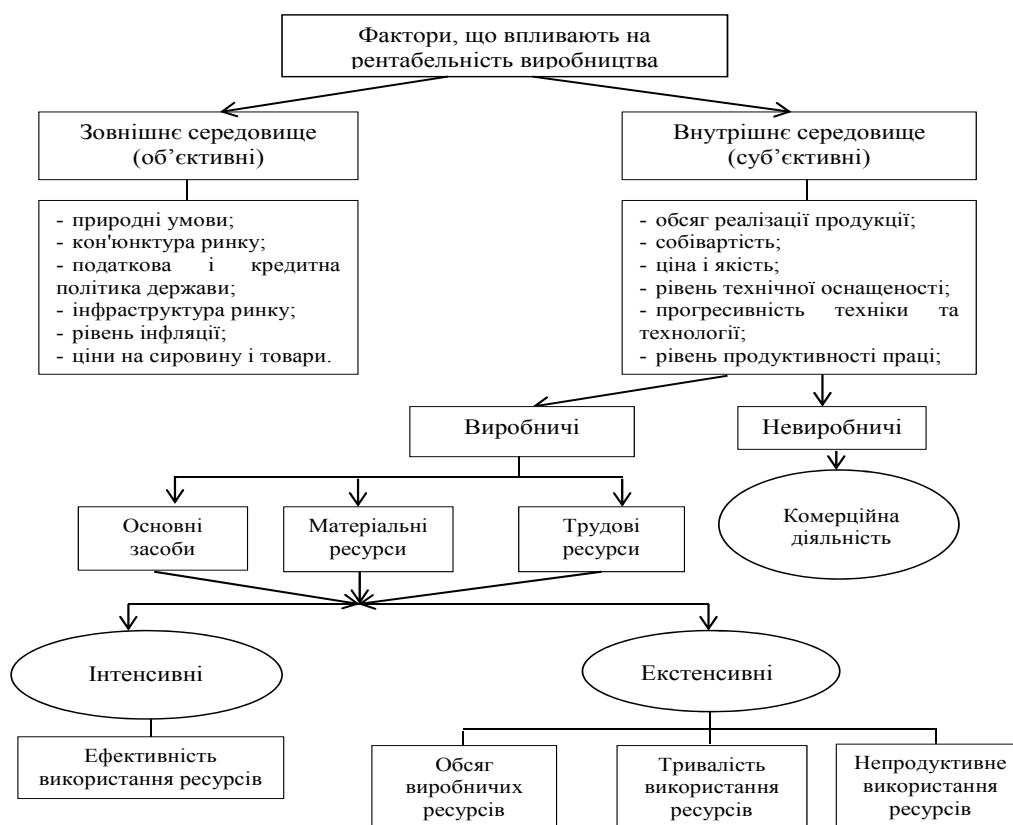 Фактори, що впливають на
рентабельність виробництва
Зовнішнє середовище
(об’єктивні)
Внутрішнє середовище
(суб’єктивні)
- природні умови;
- кон'юнктура ринку;
- податкова і кредитна
політика держави;
- інфраструктура ринку;
- рівень інфляції;
- ціни на сировину і товари.
- обсяг реалізації продукції;
- собівартість;
- ціна і якість;
- рівень технічної оснащеності;
- прогресивність техніки та
технології;
- рівень продуктивності праці;
Виробничі
Невиробничі
Основні
засоби
Матеріальні
ресурси
Трудові
ресурси
Комерційна
діяльність
Інтенсивні
Екстенсивні
Ефективність
використання ресурсів
Обсяг
виробничих
ресурсів
Тривалість
використання
ресурсів
Непродуктивне
використання
ресурсів